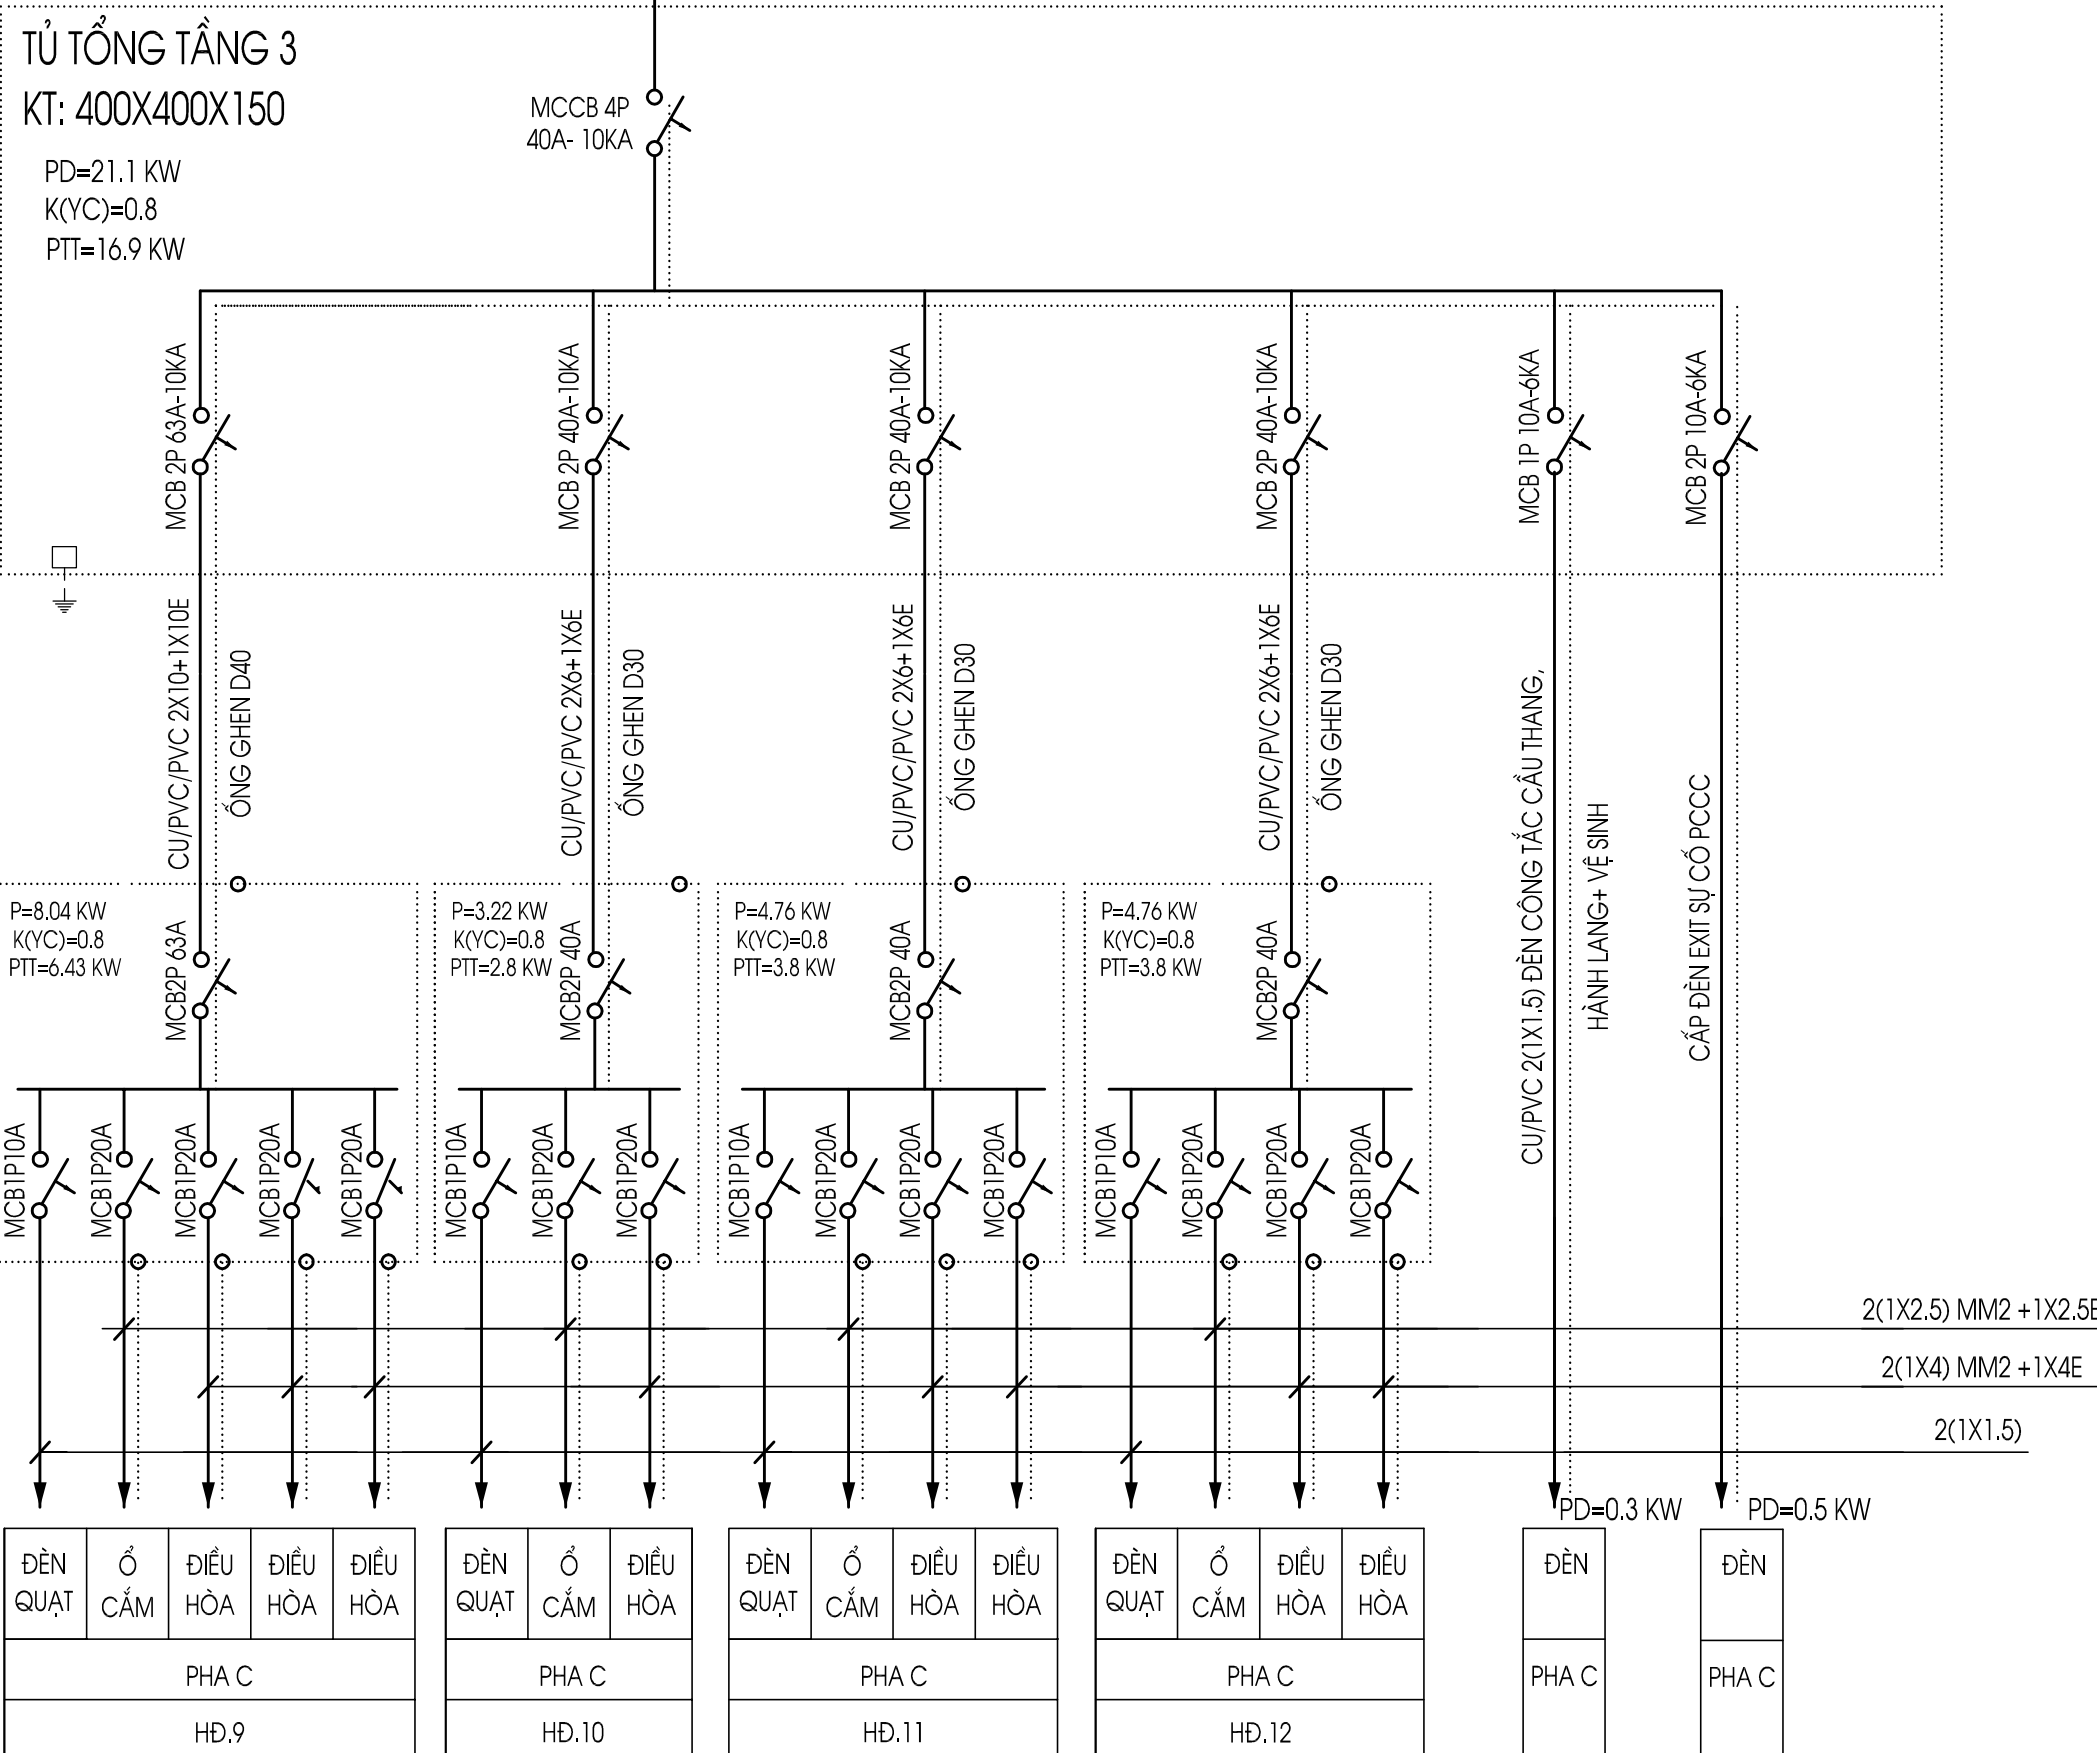 TỦ TỔNG TẦNG 3
KT: 400X400X150
PD=21.1 KW
K(YC)=0.8
PTT=16.9 KW
MCCB 4P
40A- 10KA
MCB 2P 63A-10KA
MCB 2P 40A-10KA
MCB 2P 40A-10KA
MCB 2P 40A-10KA
MCB 1P 10A-6KA
MCB 2P 10A-6KA
CU/PVC/PVC 2X10+1X10E
ỐNG GHEN D40
CU/PVC/PVC 2X6+1X6E
ỐNG GHEN D30
CU/PVC/PVC 2X6+1X6E
ỐNG GHEN D30
CU/PVC/PVC 2X6+1X6E
ỐNG GHEN D30
CU/PVC 2(1X1.5) ĐÈN CÔNG TẮC CẦU THANG,
HÀNH LANG+ VỆ SINH
CẤP ĐÈN EXIT SỰ CỐ PCCC
P=8.04 KW
K(YC)=0.8
PTT=6.43 KW
MCB2P 63A
P=3.22 KW
K(YC)=0.8
PTT=2.8 KW
MCB2P 40A
P=4.76 KW
K(YC)=0.8
PTT=3.8 KW
MCB2P 40A
P=4.76 KW
K(YC)=0.8
PTT=3.8 KW
MCB2P 40A
MCB1P10A
MCB1P20A
MCB1P20A
MCB1P20A
MCB1P20A
MCB1P10A
MCB1P20A
MCB1P20A
MCB1P10A
MCB1P20A
MCB1P20A
MCB1P20A
MCB1P10A
MCB1P20A
MCB1P20A
MCB1P20A
2(1X2.5) MM2 +1X2.5E
2(1X4) MM2 +1X4E
2(1X1.5)
PD=0.3 KW
PD=0.5 KW
ĐÈN
QUẠT
Ổ
CẮM
ĐIỀU
HÒA
ĐIỀU
HÒA
ĐIỀU
HÒA
PHA C
HĐ.9
ĐÈN
QUẠT
Ổ
CẮM
ĐIỀU
HÒA
PHA C
HĐ.10
ĐÈN
QUẠT
Ổ
CẮM
ĐIỀU
HÒA
ĐIỀU
HÒA
PHA C
HĐ.11
ĐÈN
QUẠT
Ổ
CẮM
ĐIỀU
HÒA
ĐIỀU
HÒA
PHA C
HĐ.12
ĐÈN
PHA C
ĐÈN
PHA C